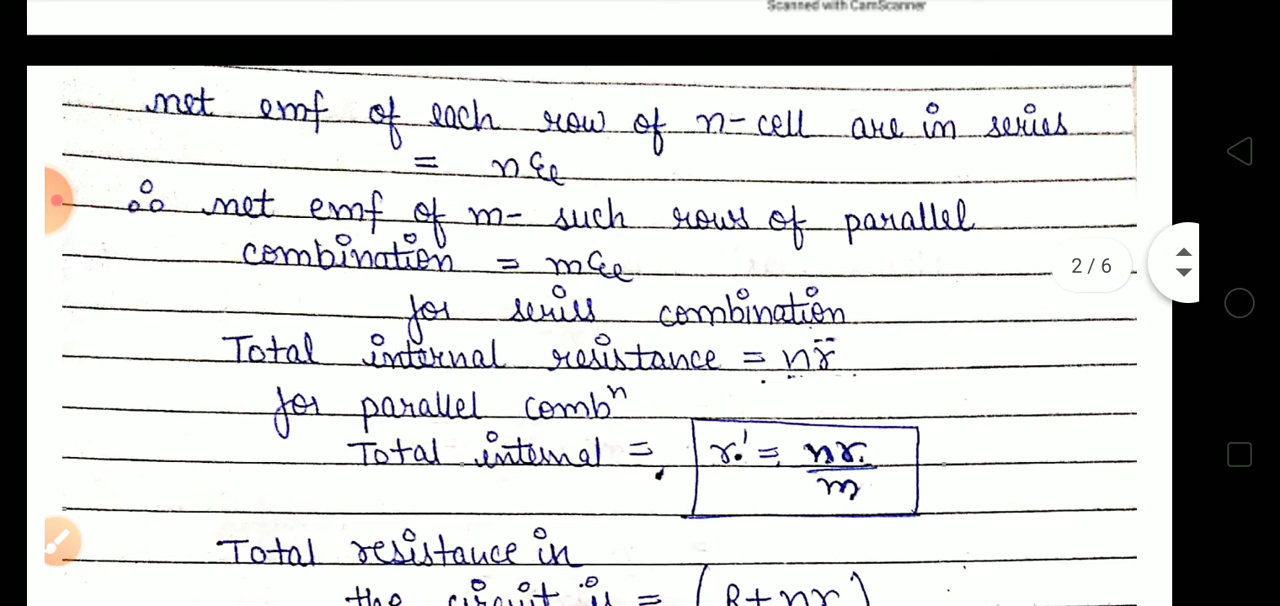 Scanned with CamScanner
net emf of each row of n-cell are in series
= nεe
∴ net emf of m- such rows of parallel
combination = mεe
2/6
for series combination
Total internal resistance = nr
for parallel combⁿ
Total internal = r' = nr/m
Total resistance in
the circuit is = (R+nr)